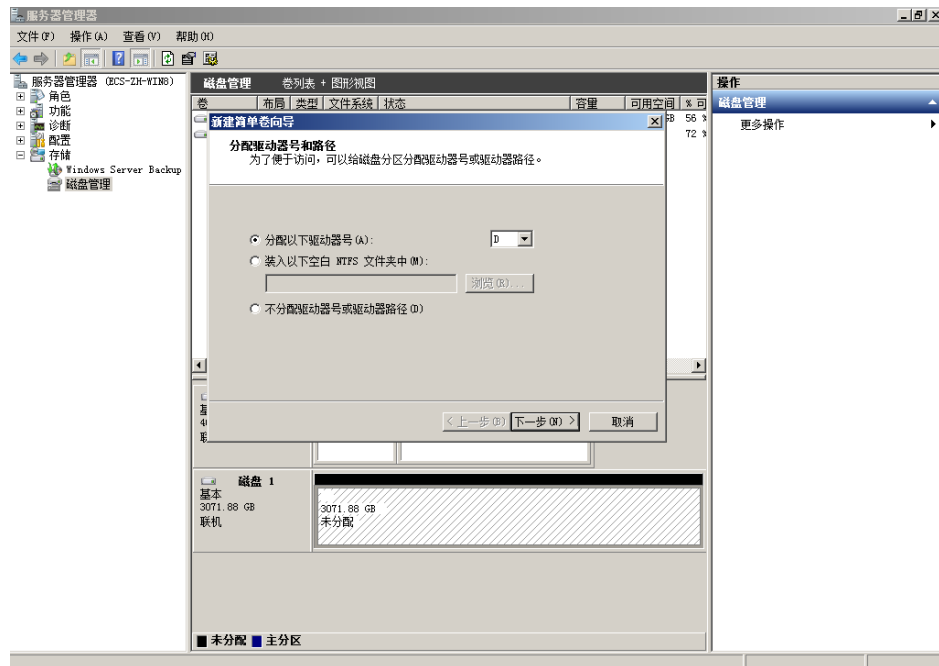 服务器管理器
文件(F) 操作(A) 查看(V) 帮助(H)
服务器管理器 (ECS-ZH-WIN8)
角色
功能
诊断
配置
存储
Windows Server Backup
磁盘管理
磁盘管理 卷列表 + 图形视图
卷 布局 类型 文件系统 状态 容量 可用空间 % 可
GB 56 %
72 %
新建简单卷向导
分配驱动器号和路径
为了便于访问，可以给磁盘分区分配驱动器号或驱动器路径。
分配以下驱动器号(A): D
装入以下空白 NTFS 文件夹中(M):
浏览(R)...
不分配驱动器号或驱动器路径(D)
< 上一步(B) 下一步(N) > 取消
磁盘 1
基本
3071.88 GB
联机
3071.88 GB
未分配
未分配 主分区
操作
磁盘管理
更多操作